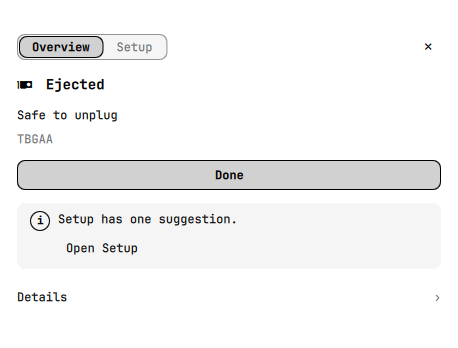 Overview Setup ×
Ejected
Safe to unplug
TBGAA
Done
i Setup has one suggestion.
Open Setup
Details ›